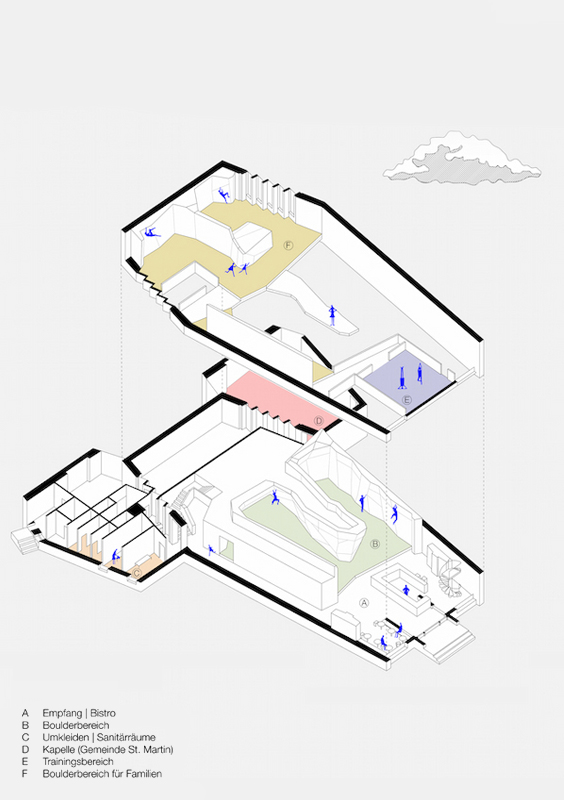 F
E
D
B
A
C
A Empfang | Bistro
B Boulderbereich
C Umkleiden | Sanitärräume
D Kapelle (Gemeinde St. Martin)
E Trainingsbereich
F Boulderbereich für Familien